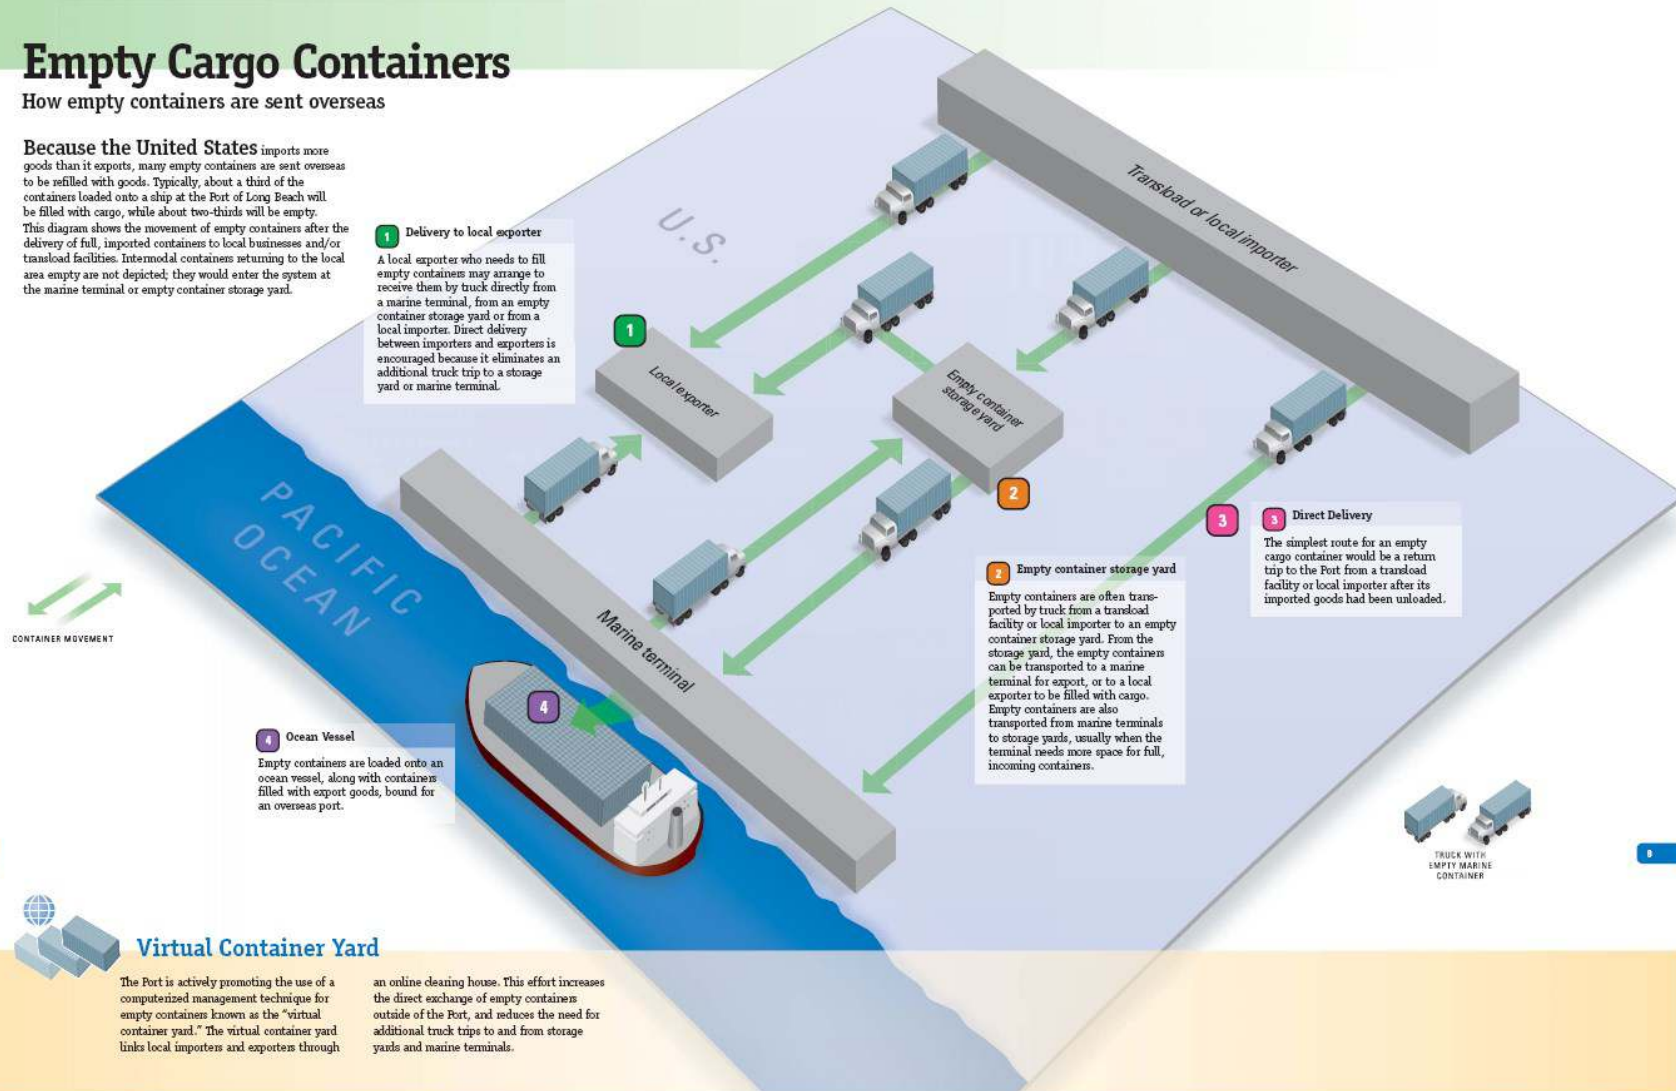 Empty Cargo Containers
How empty containers are sent overseas
Because the United States imports more
goods than it exports, many empty containers are sent overseas
to be refilled with goods. Typically, about a third of the
containers loaded onto a ship at the Port of Long Beach will
be filled with cargo, while about two-thirds will be empty.
This diagram shows the movement of empty containers after the
delivery of full, imported containers to local businesses and/or
transload facilities. Intermodal containers returning to the local
area empty are not depicted; they would enter the system at
the marine terminal or empty container storage yard.
1 Delivery to local exporter
A local exporter who needs to fill
empty containers may arrange to
receive them by truck directly from
a marine terminal, from an empty
container storage yard or from a
local importer. Direct delivery
between importers and exporters is
encouraged because it eliminates an
additional truck trip to a storage
yard or marine terminal.
U.S.
Transload or local importer
1
Local exporter
Empty container
storage yard
2
3
3 Direct Delivery
The simplest route for an empty
cargo container would be a return
trip to the Port from a transload
facility or local importer after its
imported goods had been unloaded.
2 Empty container storage yard
Empty containers are often trans-
ported by truck from a transload
facility or local importer to an empty
container storage yard. From the
storage yard, the empty containers
can be transported to a marine
terminal for export, or to a local
exporter to be filled with cargo.
Empty containers are also
transported from marine terminals
to storage yards, usually when the
terminal needs more space for full,
incoming containers.
PACIFIC
OCEAN
CONTAINER MOVEMENT
Marine terminal
4
4 Ocean Vessel
Empty containers are loaded onto an
ocean vessel, along with containers
filled with export goods, bound for
an overseas port.
TRUCK WITH
EMPTY MARINE
CONTAINER
Virtual Container Yard
The Port is actively promoting the use of a
computerized management technique for
empty containers known as the “virtual
container yard.” The virtual container yard
links local importers and exporters through
an online clearing house. This effort increases
the direct exchange of empty containers
outside of the Port, and reduces the need for
additional truck trips to and from storage
yards and marine terminals.